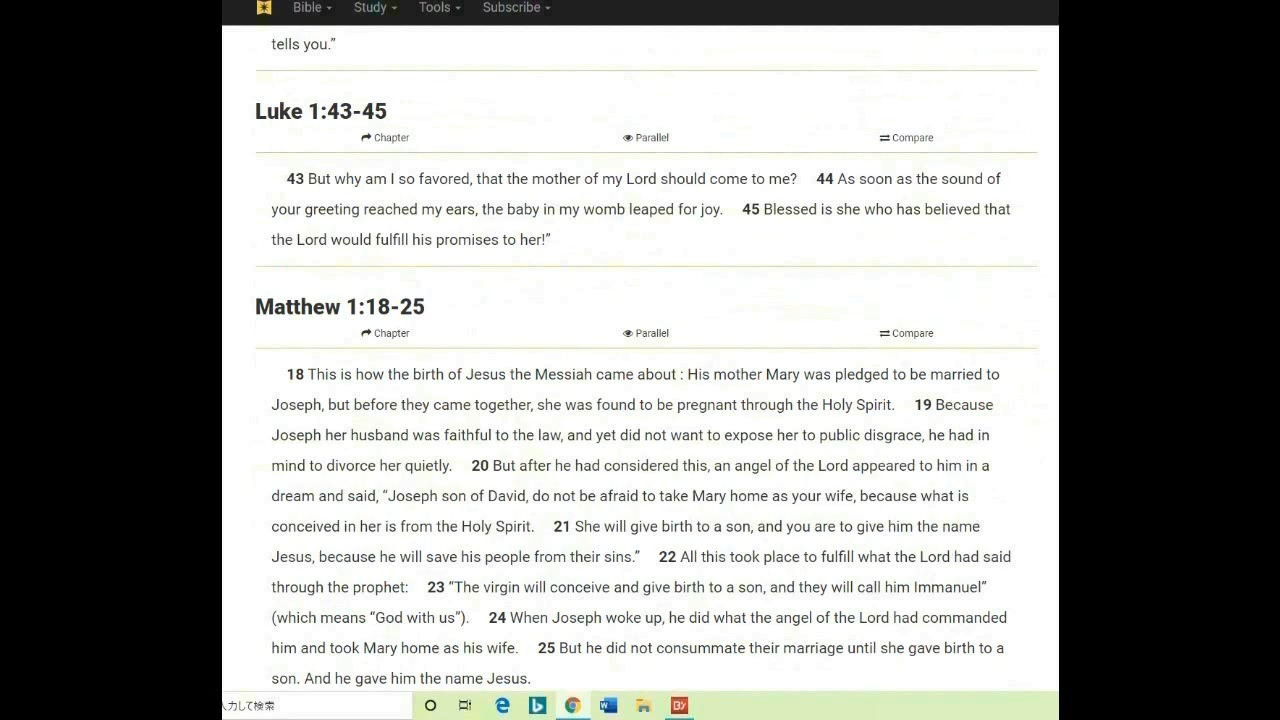 Bible Study Tools Subscribe
tells you.”
Luke 1:43-45
Chapter Parallel Compare
43 But why am I so favored, that the mother of my Lord should come to me? 44 As soon as the sound of
your greeting reached my ears, the baby in my womb leaped for joy. 45 Blessed is she who has believed that
the Lord would fulfill his promises to her!”
Matthew 1:18-25
Chapter Parallel Compare
18 This is how the birth of Jesus the Messiah came about : His mother Mary was pledged to be married to
Joseph, but before they came together, she was found to be pregnant through the Holy Spirit. 19 Because
Joseph her husband was faithful to the law, and yet did not want to expose her to public disgrace, he had in
mind to divorce her quietly. 20 But after he had considered this, an angel of the Lord appeared to him in a
dream and said, “Joseph son of David, do not be afraid to take Mary home as your wife, because what is
conceived in her is from the Holy Spirit. 21 She will give birth to a son, and you are to give him the name
Jesus, because he will save his people from their sins.” 22 All this took place to fulfill what the Lord had said
through the prophet: 23 “The virgin will conceive and give birth to a son, and they will call him Immanuel”
(which means “God with us”). 24 When Joseph woke up, he did what the angel of the Lord had commanded
him and took Mary home as his wife. 25 But he did not consummate their marriage until she gave birth to a
son. And he gave him the name Jesus.
入力して検索